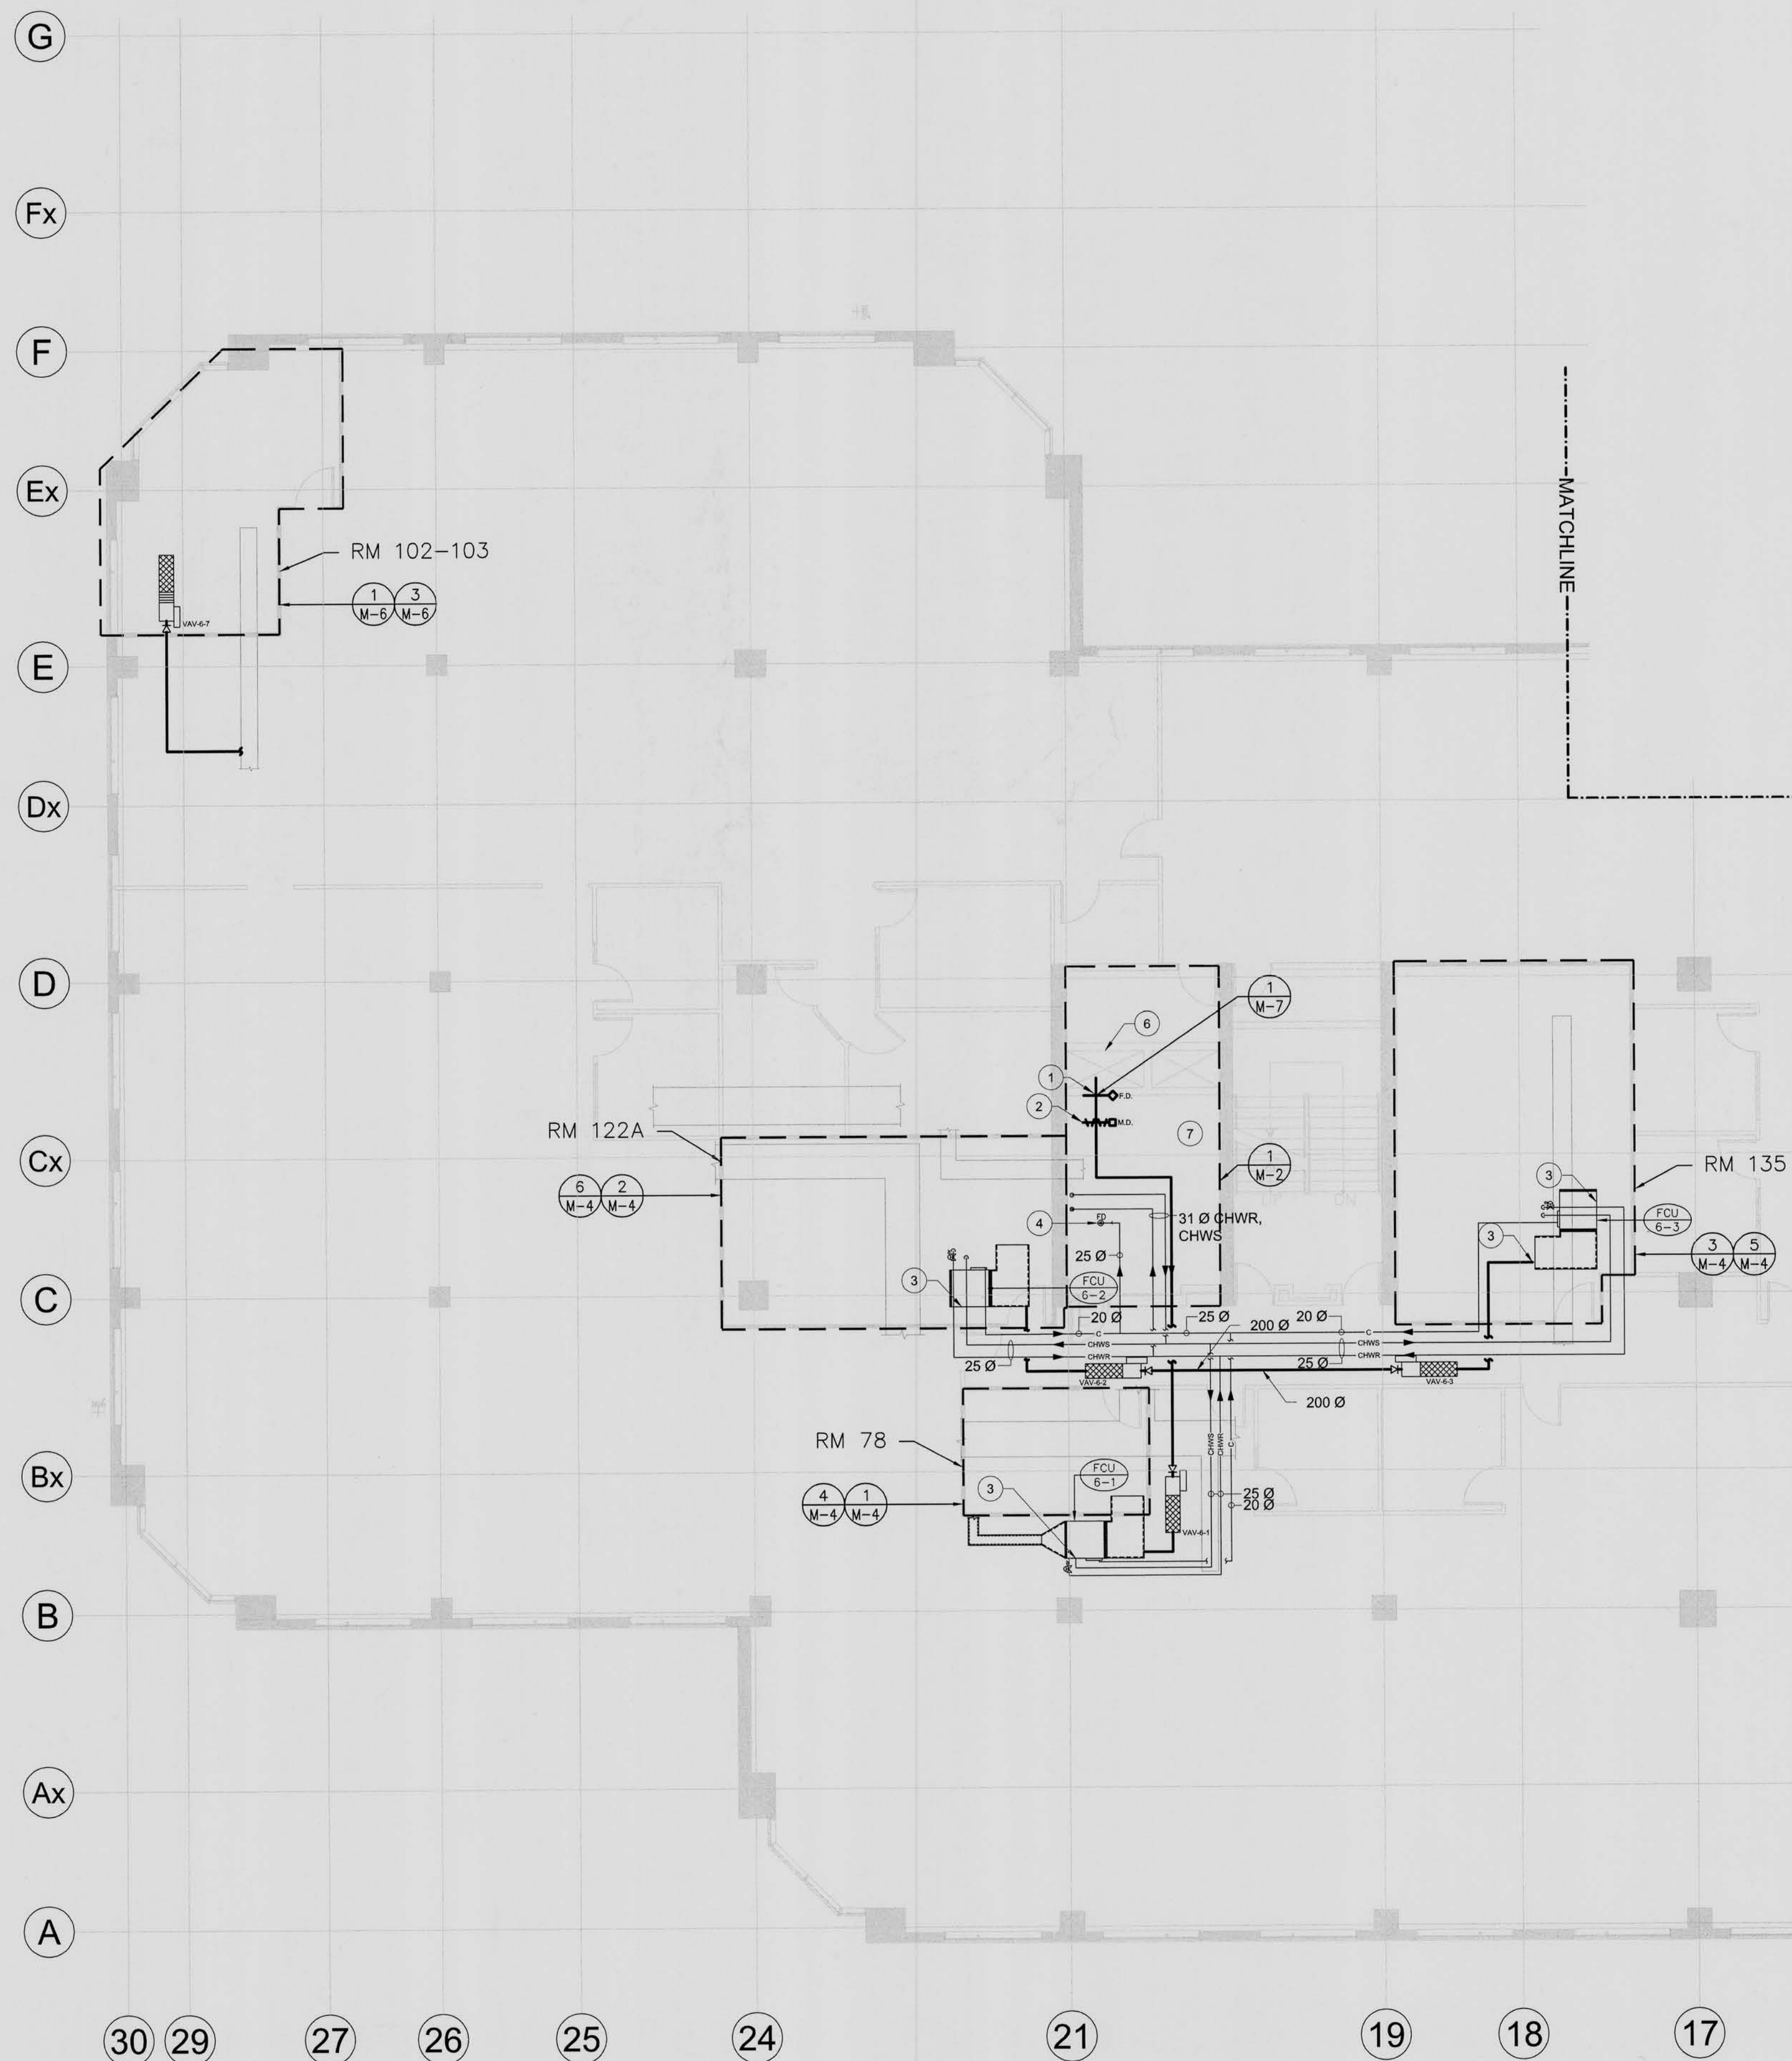 G
Fx
F
Ex
MATCHLINE
RM 102-103
1 3
M-6 M-6
VAV-6-7
E
Dx
D
1
M-7
6
1
F.D.
2
M.D.
7
RM 122A
Cx
1
M-2
RM 135
3
6 2
M-4 M-4
4
FD
31 Ø CHWR,
CHWS
FCU
6-3
UP
DN
25 Ø
3
3 5
M-4 M-4
3
FCU
6-2
C
20 Ø
25 Ø
200 Ø
20 Ø
C
C
CHWS
CHWS
CHWR
CHWR
25 Ø
25 Ø
VAV-6-2
VAV-6-3
200 Ø
RM 78
CHWS
CHWR
C
Bx
FCU
6-1
3
4 1
M-4 M-4
25 Ø
20 Ø
VAV-6-1
B
Ax
A
30 29 27 26 25 24 21 19 18 17